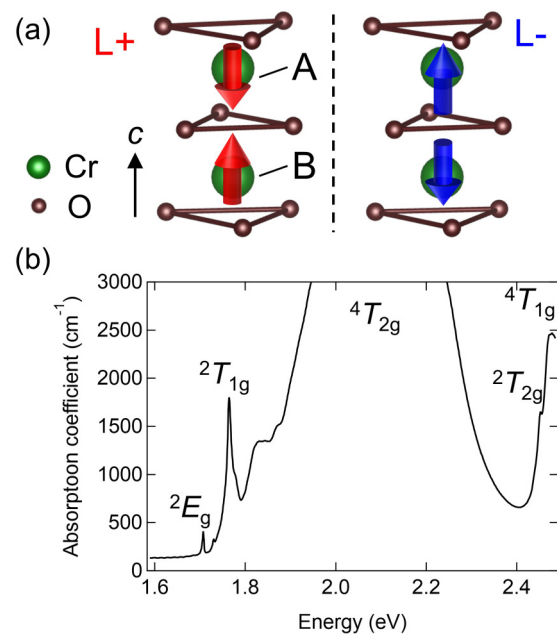 (a)
L+
L-
A
B
c
Cr
O
(b)
Absorptoon coefficient (cm⁻¹)
3000
2500
2000
1500
1000
500
0
²Eg
²T1g
⁴T2g
⁴T1g
²T2g
1.6
1.8
2.0
2.2
2.4
Energy (eV)